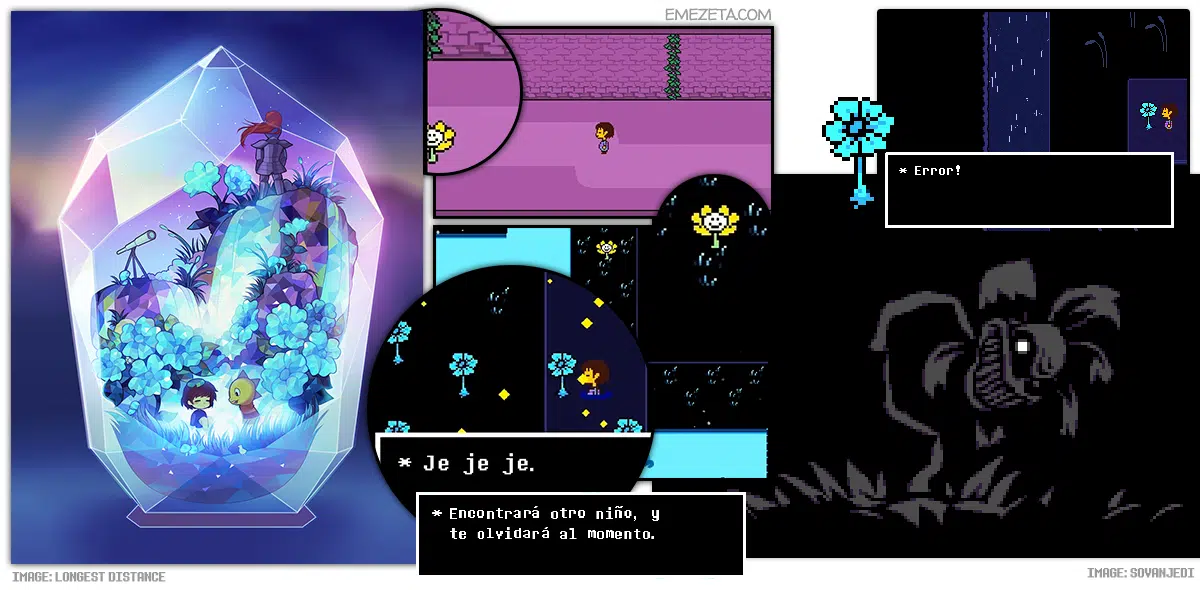 EMEZETA.COM
* Error!
* Je je je.
* Encontrará otro niño, y
te olvidará al momento.
IMAGE: LONGEST DISTANCE
IMAGE: SOVANJEDI